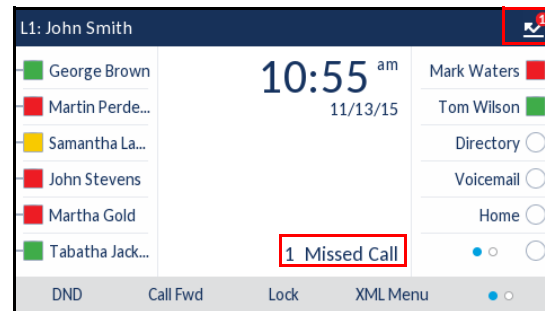 L1: John Smith
1
George Brown
10:55 am
Mark Waters
Martin Perde...
11/13/15
Tom Wilson
Samantha La...
Directory
John Stevens
Voicemail
Martha Gold
Home
Tabatha Jack...
1 Missed Call
DND
Call Fwd
Lock
XML Menu